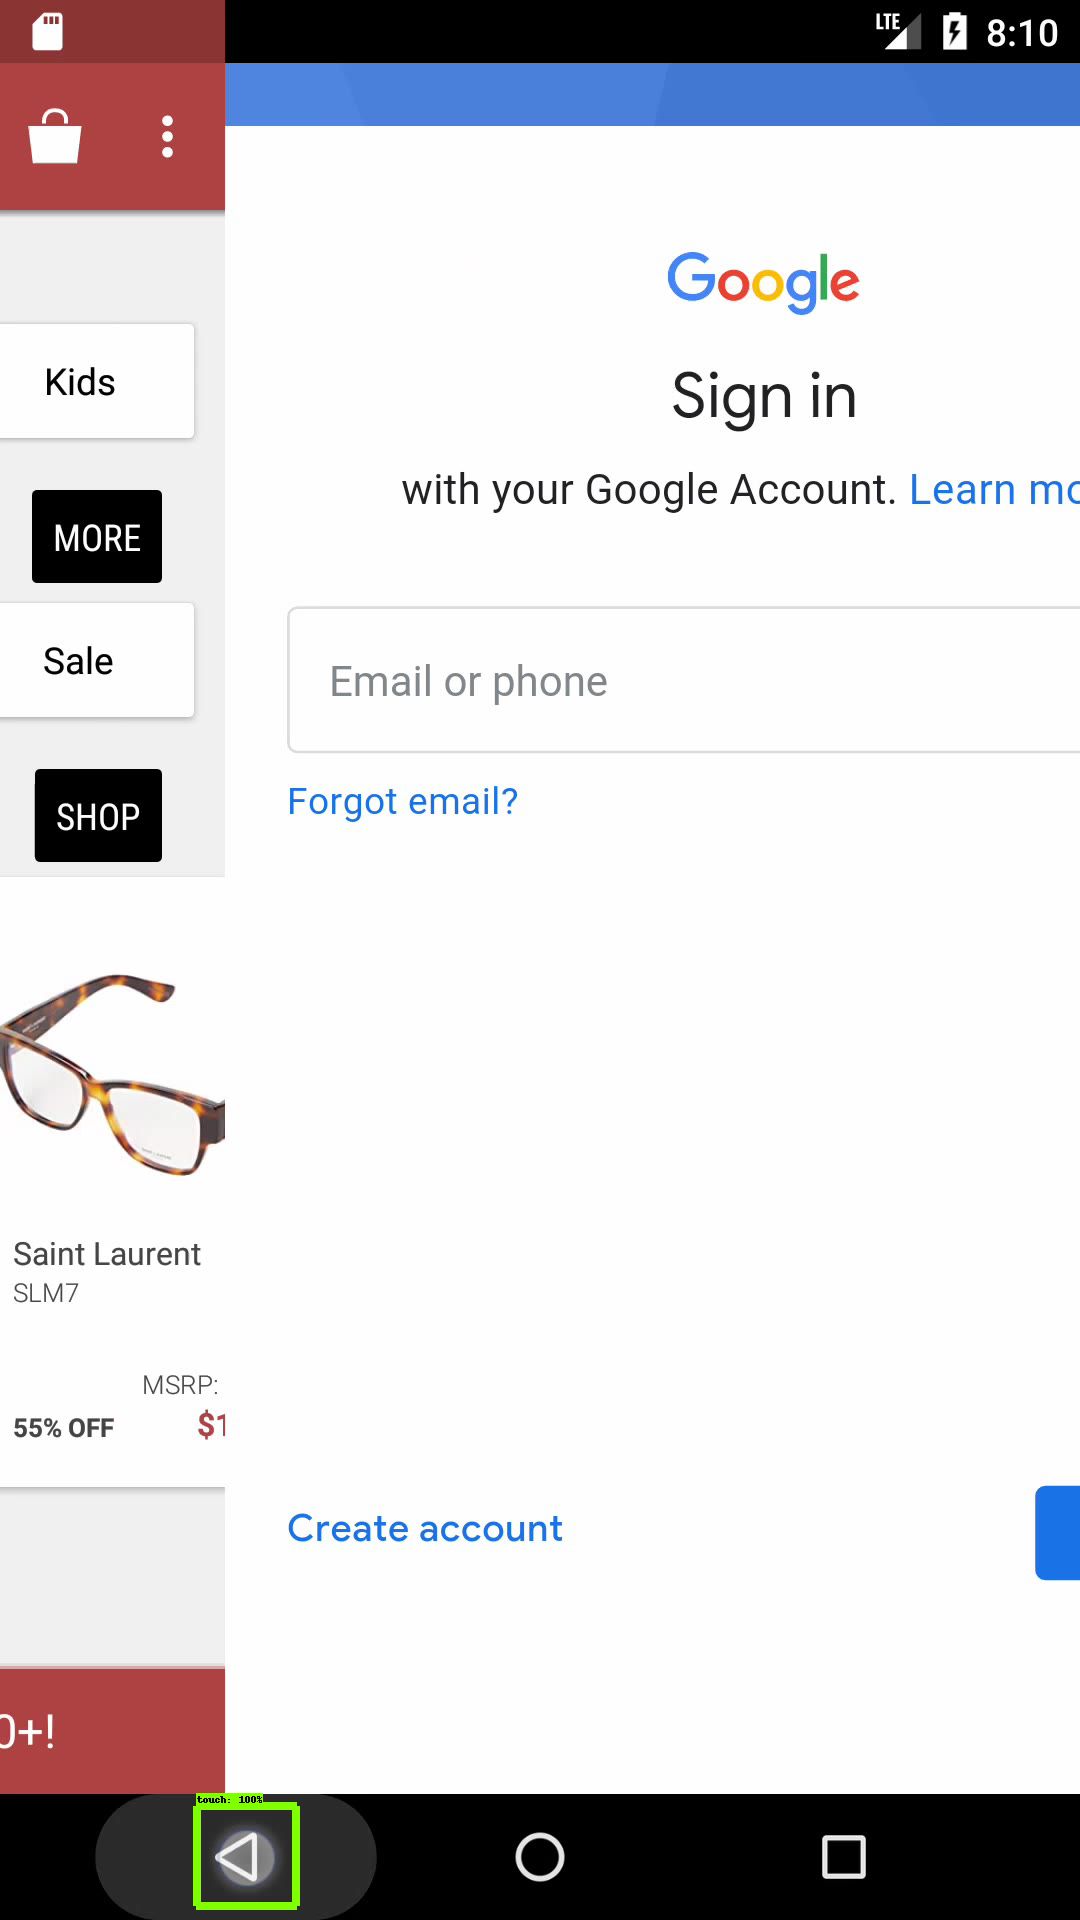 LTE 8:10
Kids
MORE
Sale
SHOP
Saint Laurent
SLM7
MSRP:
55% OFF $1
0+!
Google
Sign in
with your Google Account. Learn mo
Email or phone
Forgot email?
Create account
touch: 100%